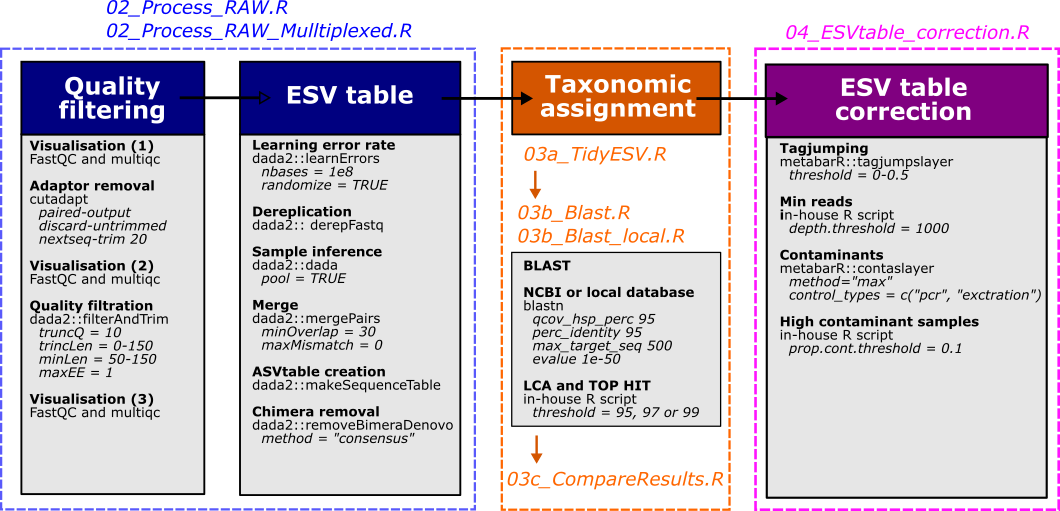 02_Process_RAW.R
02_Process_RAW_Mulltiplexed.R
Quality
filtering
Visualisation (1)
FastQC and multiqc
Adaptor removal
cutadapt
paired-output
discard-untrimmed
nextseq-trim 20
Visualisation (2)
FastQC and multiqc
Quality filtration
dada2::filterAndTrim
truncQ = 10
trincLen = 0-150
minLen = 50-150
maxEE = 1
Visualisation (3)
FastQC and multiqc
ESV table
Learning error rate
dada2::learnErrors
nbases = 1e8
randomize = TRUE
Dereplication
dada2:: derepFastq
Sample inference
dada2::dada
pool = TRUE
Merge
dada2::mergePairs
minOverlap = 30
maxMismatch = 0
ASVtable creation
dada2::makeSequenceTable
Chimera removal
dada2::removeBimeraDenovo
method = "consensus"
Taxonomic
assignment
03a_TidyESV.R
03b_Blast.R
03b_Blast_local.R
BLAST
NCBI or local database
blastn
qcov_hsp_perc 95
perc_identity 95
max_target_seq 500
evalue 1e-50
LCA and TOP HIT
in-house R script
threshold = 95, 97 or 99
03c_CompareResults.R
04_ESVtable_correction.R
ESV table
correction
Tagjumping
metabarR::tagjumpslayer
threshold = 0-0.5
Min reads
in-house R script
depth.threshold = 1000
Contaminants
metabarR::contaslayer
method="max"
control_types = c("pcr", "exctration")
High contaminant samples
in-house R script
prop.cont.threshold = 0.1